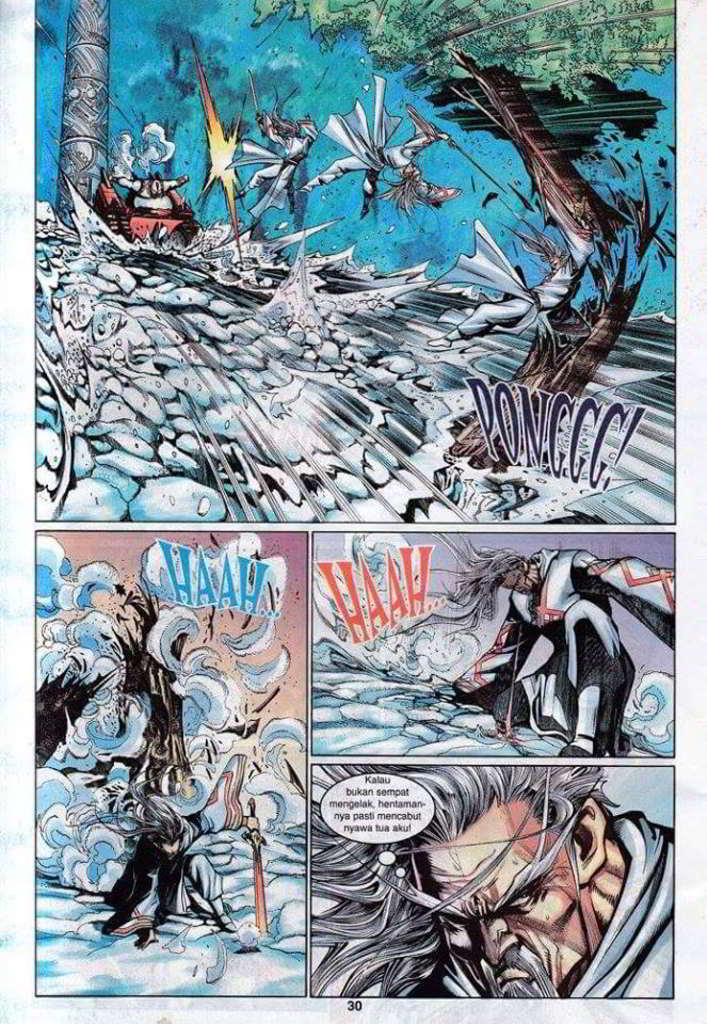 PONGGG!
HAAH...
HAAH...
Kalau
bukan sempat
mengelak, hentaman-
nya pasti mencabut
nyawa tua aku!
30